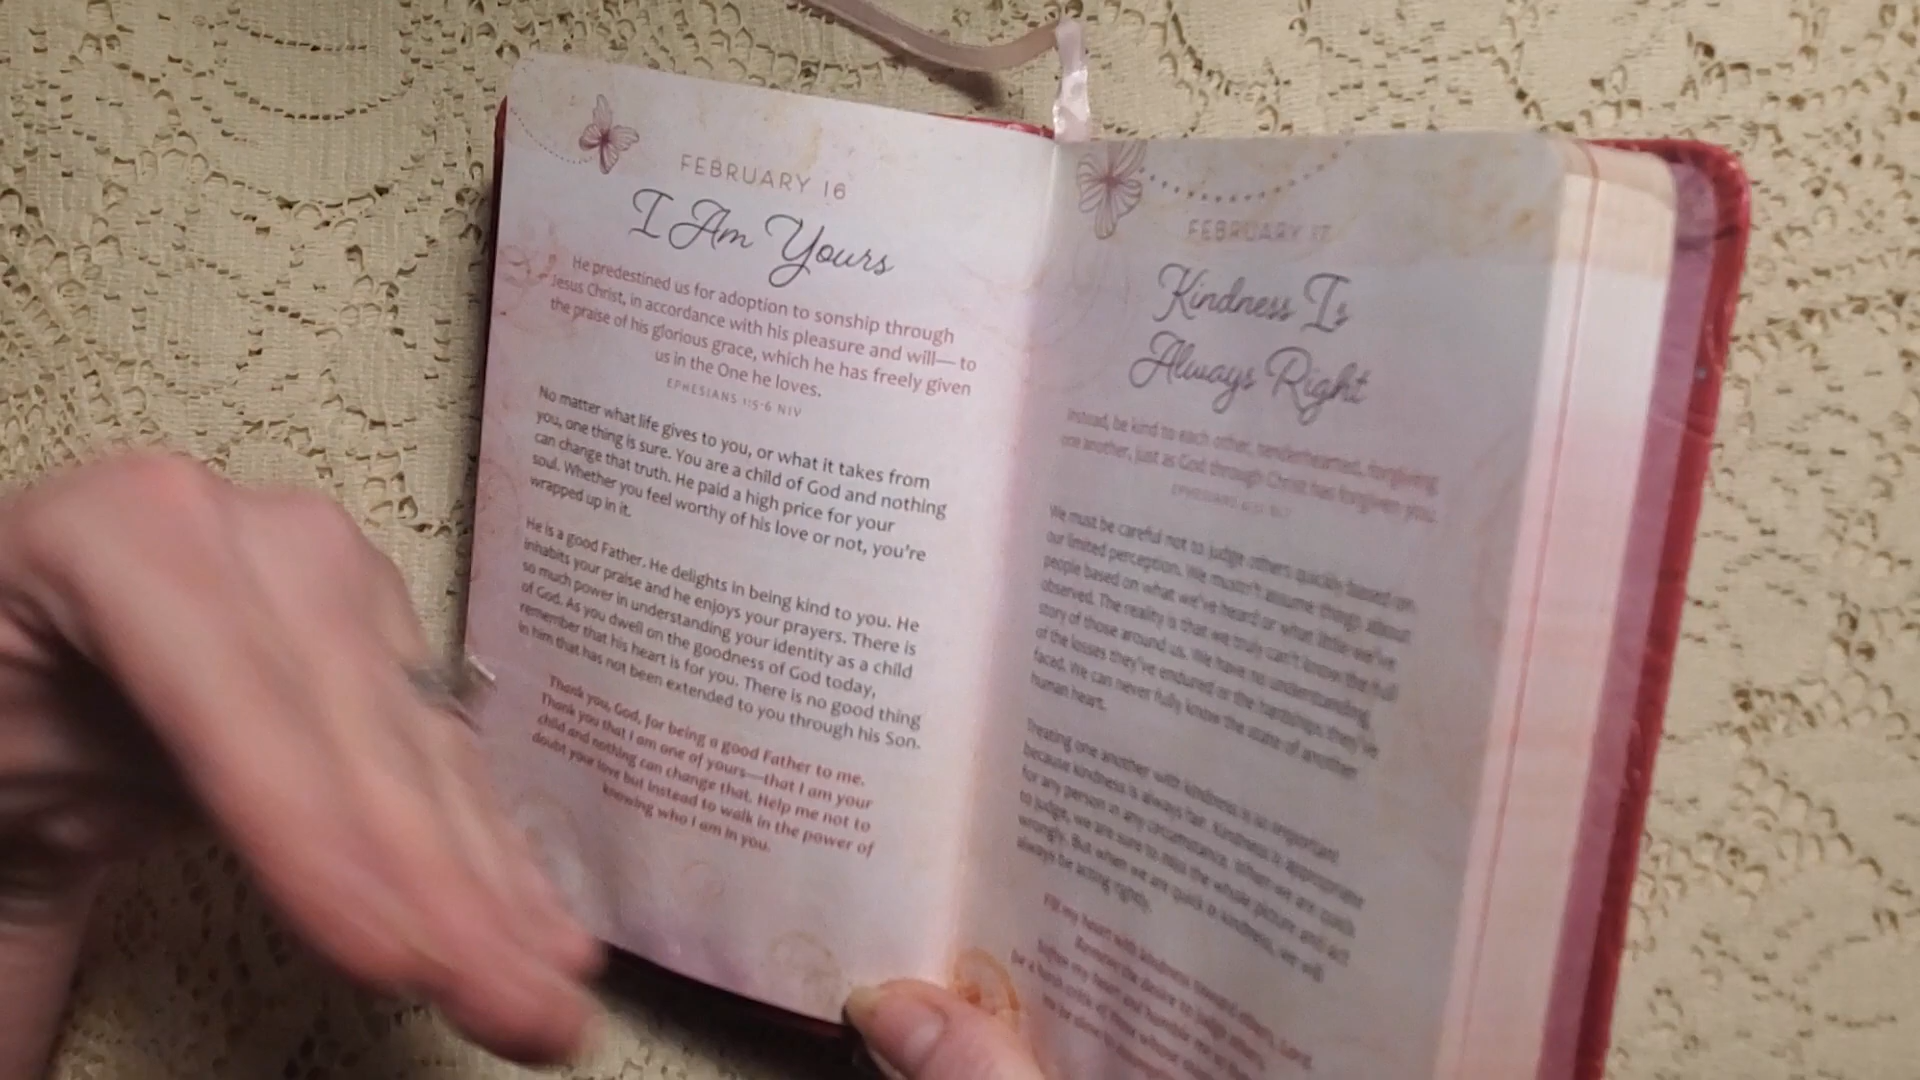 FEBRUARY 16
I Am Yours
He predestined us for adoption to sonship through
Jesus Christ, in accordance with his pleasure and will— to
the praise of his glorious grace, which he has freely given
us in the One he loves.
EPHESIANS 1:5-6 NIV
No matter what life gives to you, or what it takes from
you, one thing is sure. You are a child of God and nothing
can change that truth. He paid a high price for your
soul. Whether you feel worthy of his love or not, you're
wrapped up in it.
He is a good Father. He delights in being kind to you. He
inhabits your praise and he enjoys your prayers. There is
so much power in understanding your identity as a child
of God. As you dwell on the goodness of God today,
remember that his heart is for you. There is no good thing
in him that has not been extended to you through his Son.
Thank you, God, for being a good Father to me.
Thank you that I am one of yours—that I am your
child and nothing can change that. Help me not to
doubt your love but instead to walk in the power of
knowing who I am in you.
FEBRUARY 17
Kindness Is
Always Right
Instead, be kind to each other, tenderhearted, forgiving
one another, just as God through Christ has forgiven you.
EPHESIANS
We must be careful not to judge others quickly based on
our limited perception. We mustn't assume things about
people based on what we've heard or what little we've
observed. The reality is that we truly can't know the full
story of those around us. We have no understanding
of the losses they've endured or the hardships they've
faced. We can never fully know the state of another
human heart.
Treating one another with kindness is so important
because kindness is always fair. Kindness is appropriate
for any person in any circumstance. When we are quick
to judge, we are sure to miss the whole picture and act
wrongly. But when we are quick to kindness, we will
always be acting rightly.
Fill my heart with kindness toward others, Lord.
Remove the desire to judge others.